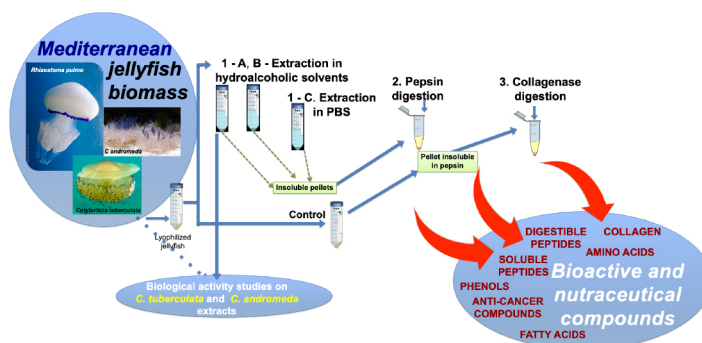 Mediterranean
jellyfish
biomass
Rhizostoma pulmo
C andromeda
Cotylorhiza tuberculata
Lyophilized
jellyfish
1 - A, B - Extraction in
hydroalcoholic solvents
1 - C. Extraction
in PBS
Insoluble pellets
Control
2. Pepsin
digestion
Pellet insoluble
in pepsin
3. Collagenase
digestion
Biological activity studies on
C. tuberculata and C. andromeda
extracts
DIGESTIBLE
PEPTIDES
COLLAGEN
AMINO ACIDS
SOLUBLE
PEPTIDES
PHENOLS
ANTI-CANCER
COMPOUNDS
FATTY ACIDS
Bioactive and
nutraceutical
compounds